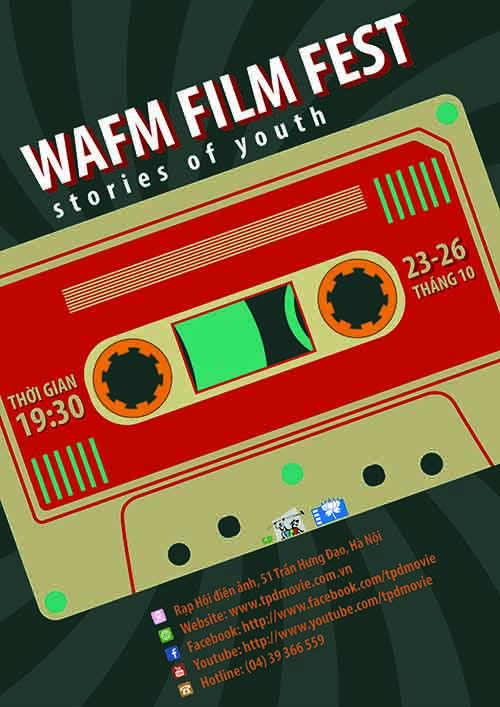 WAFM FILM FEST
stories of youth
23-26
THÁNG 10
THỜI GIAN
19:30
Rạp Hội điện ảnh, 51 Trần Hưng Đạo, Hà Nội
Website: www.tpdmovie.com.vn
Facebook: http://www.facebook.com/tpdmovie
Youtube: http://www.youtube.com/tpdmovie
Hotline: (04) 39 366 559